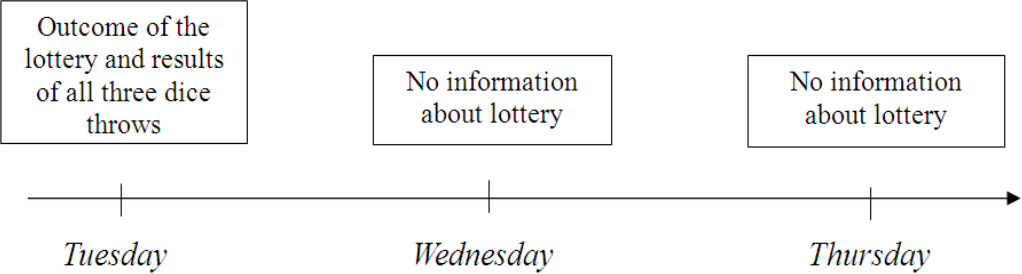 Outcome of the
lottery and results
of all three dice
throws
No information
about lottery
No information
about lottery
Tuesday
Wednesday
Thursday